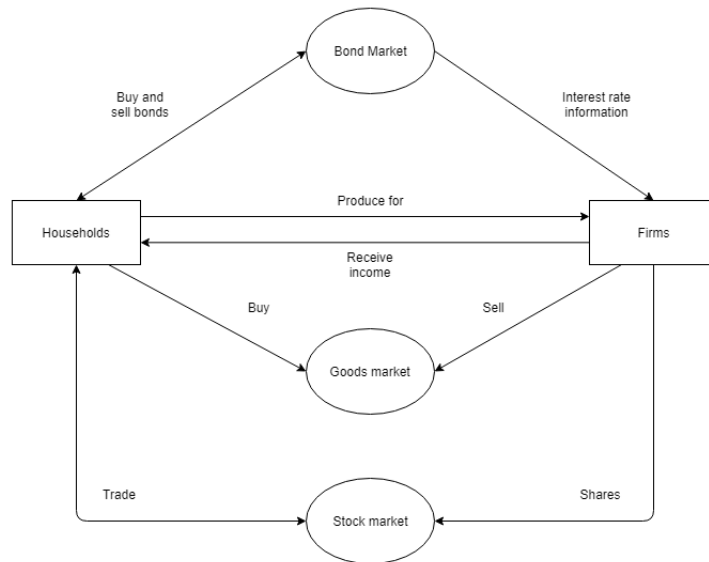 Bond Market
Buy and
sell bonds
Interest rate
information
Produce for
Households
Firms
Receive
income
Buy
Sell
Goods market
Trade
Shares
Stock market